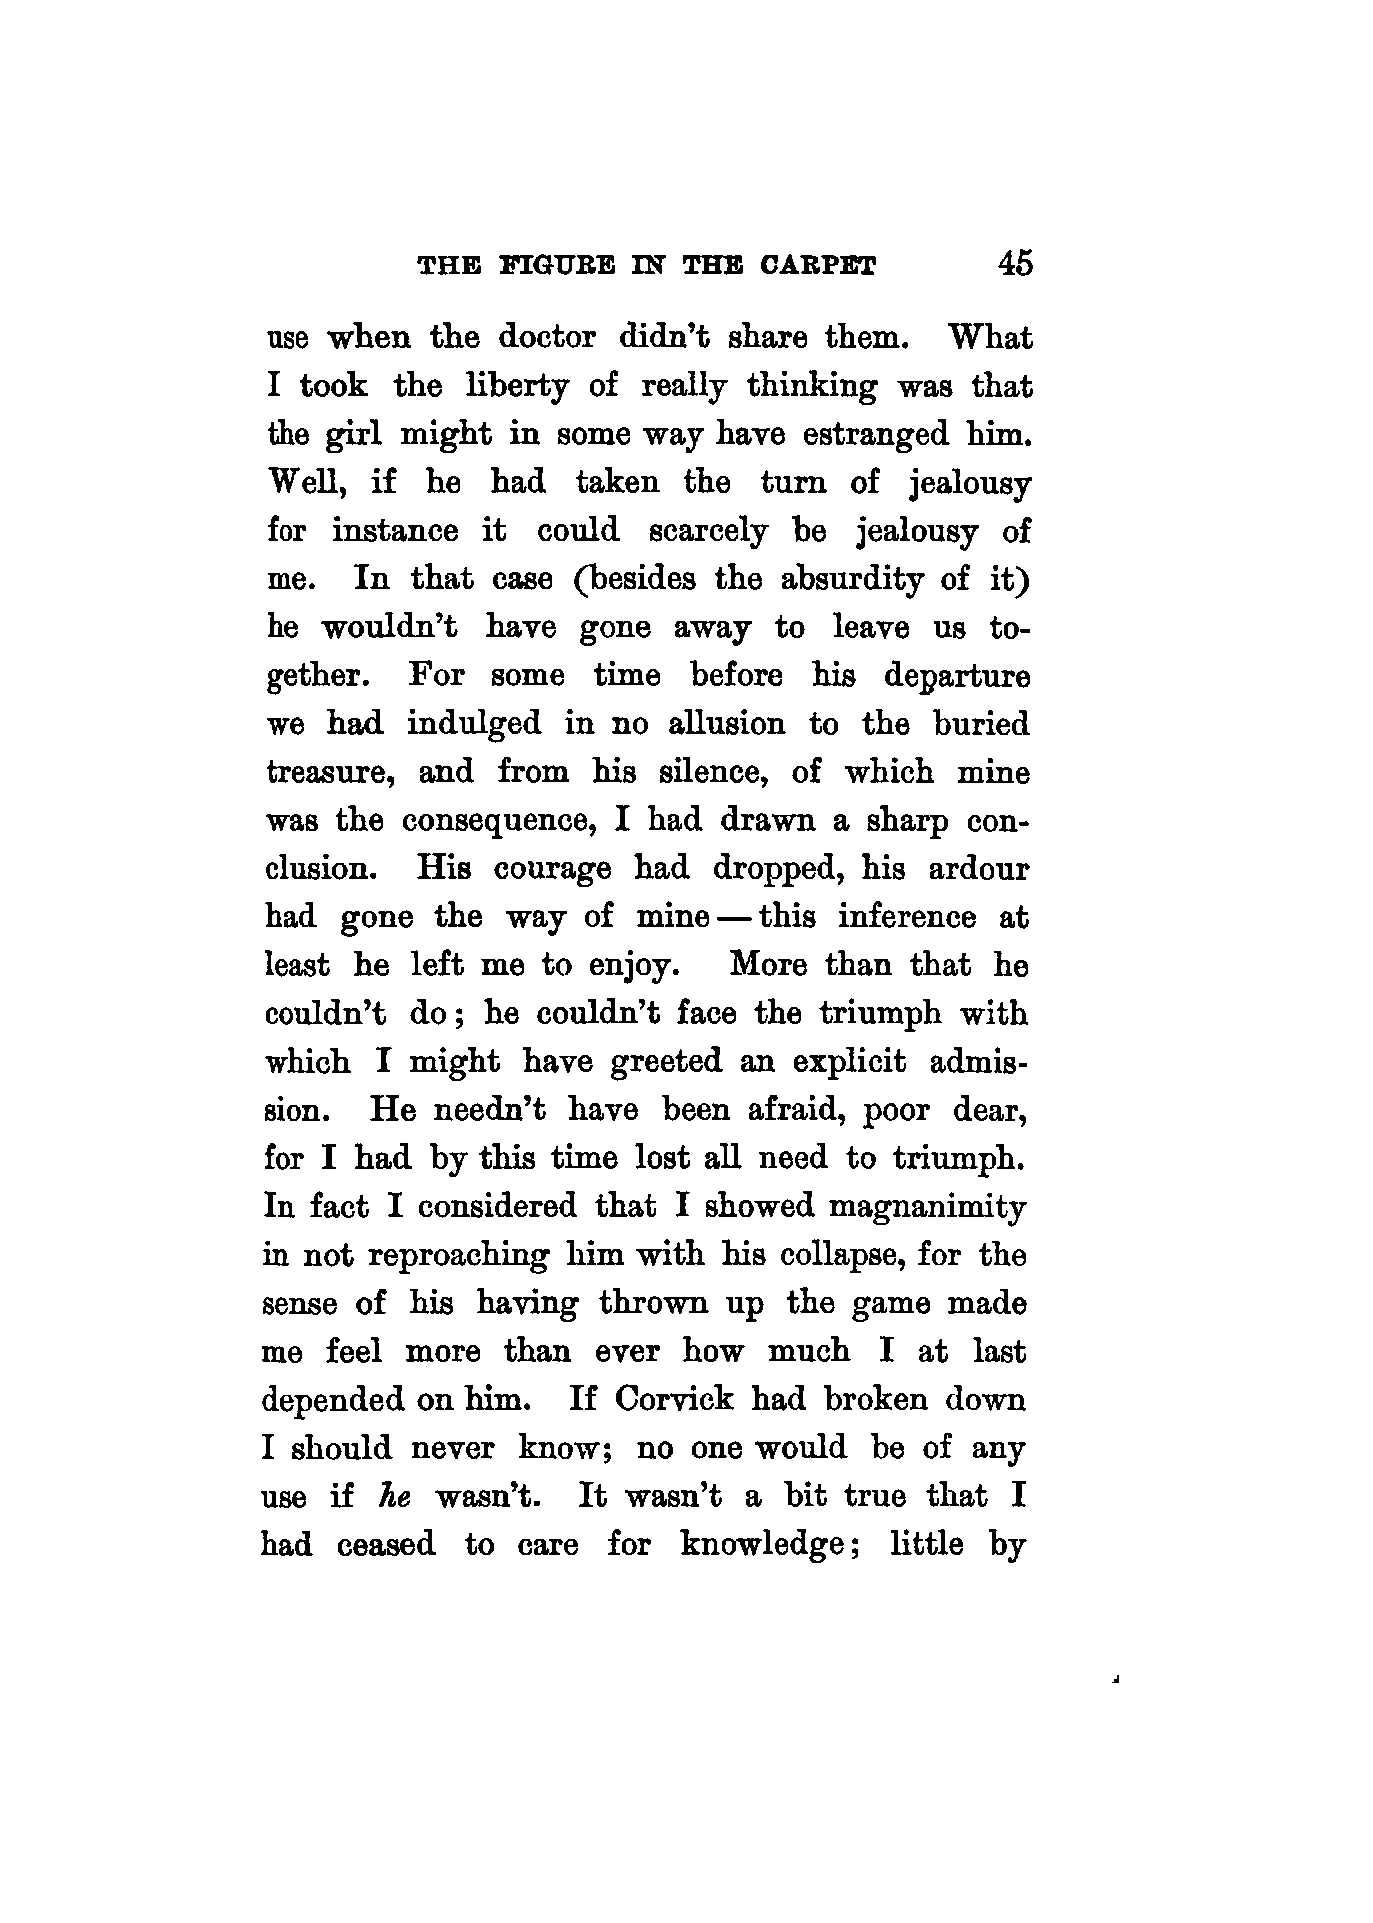 THE FIGURE IN THE CARPET 45
use when the doctor didn't share them. What
I took the liberty of really thinking was that
the girl might in some way have estranged him.
Well, if he had taken the turn of jealousy
for instance it could scarcely be jealousy of
me. In that case (besides the absurdity of it)
he wouldn't have gone away to leave us to-
gether. For some time before his departure
we had indulged in no allusion to the buried
treasure, and from his silence, of which mine
was the consequence, I had drawn a sharp con-
clusion. His courage had dropped, his ardour
had gone the way of mine—this inference at
least he left me to enjoy. More than that he
couldn't do; he couldn't face the triumph with
which I might have greeted an explicit admis-
sion. He needn't have been afraid, poor dear,
for I had by this time lost all need to triumph.
In fact I considered that I showed magnanimity
in not reproaching him with his collapse, for the
sense of his having thrown up the game made
me feel more than ever how much I at last
depended on him. If Corvick had broken down
I should never know; no one would be of any
use if he wasn't. It wasn't a bit true that I
had ceased to care for knowledge; little by